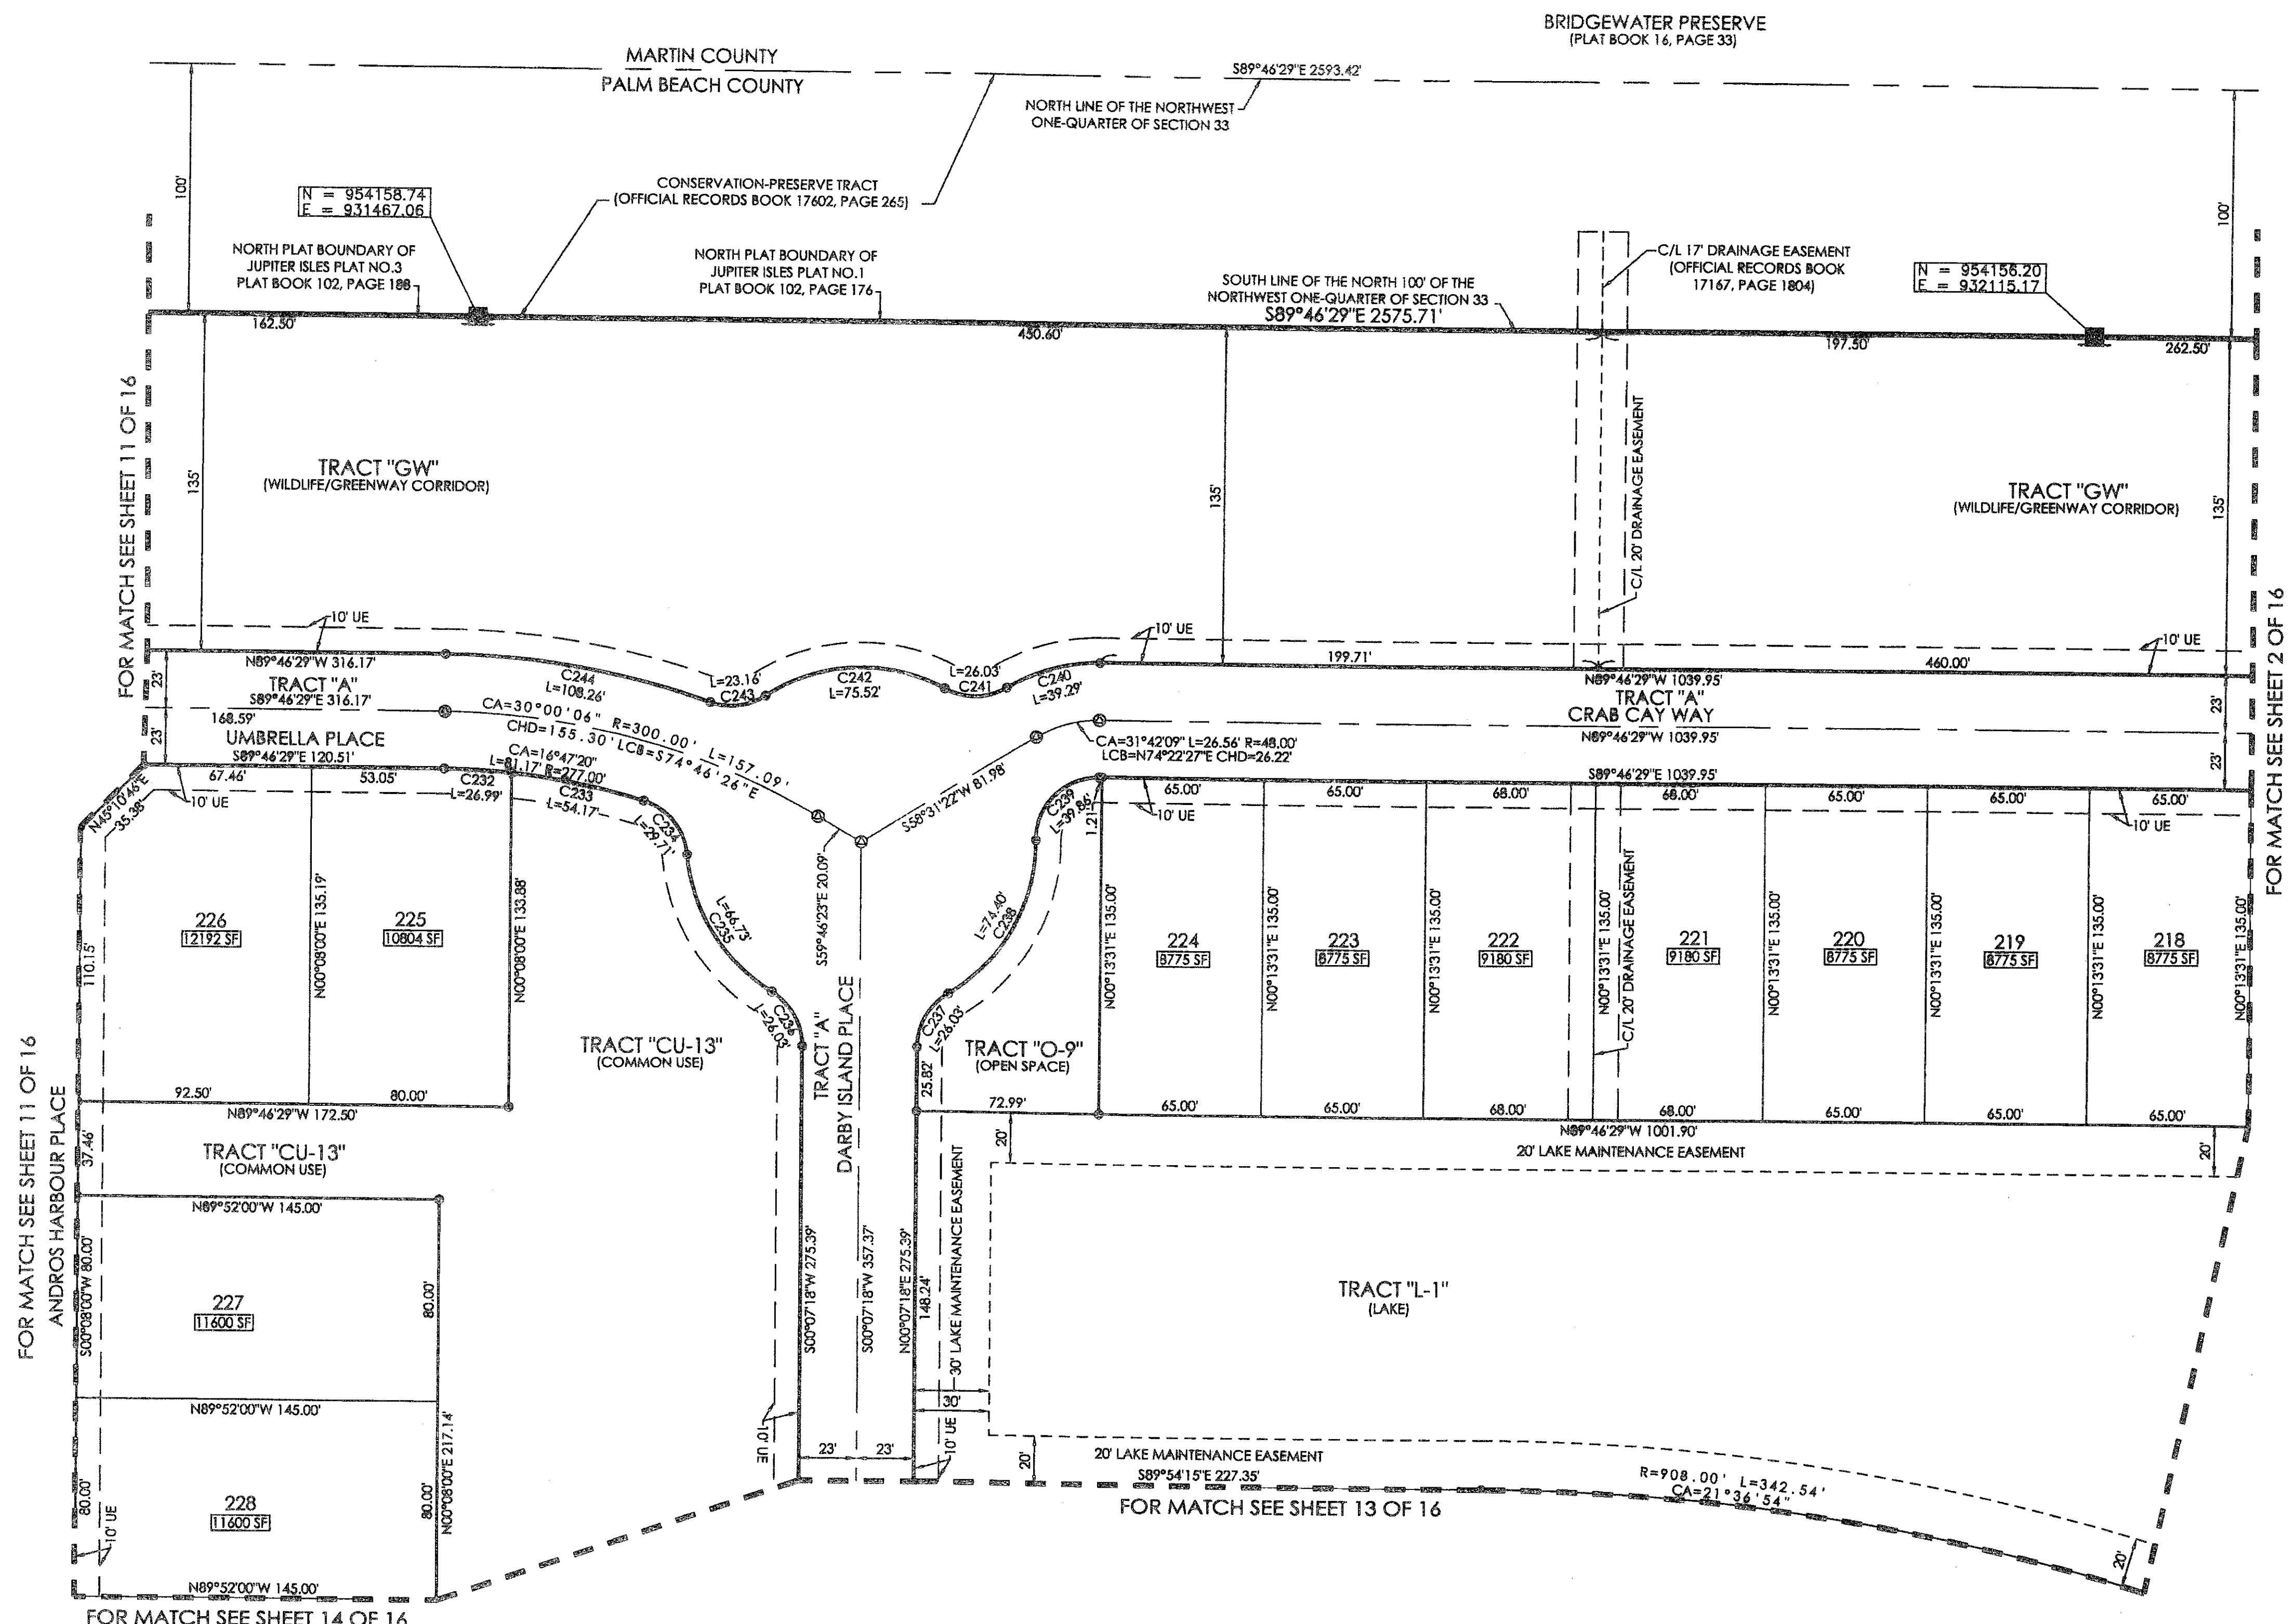 BRIDGEWATER PRESERVE
(PLAT BOOK 16, PAGE 33)
MARTIN COUNTY
PALM BEACH COUNTY
S89°46'29"E 2593.42'
NORTH LINE OF THE NORTHWEST
ONE-QUARTER OF SECTION 33
100'
100'
N = 954158.74
E = 931467.06
CONSERVATION-PRESERVE TRACT
(OFFICIAL RECORDS BOOK 17602, PAGE 265)
NORTH PLAT BOUNDARY OF
JUPITER ISLES PLAT NO.3
PLAT BOOK 102, PAGE 188
NORTH PLAT BOUNDARY OF
JUPITER ISLES PLAT NO.1
PLAT BOOK 102, PAGE 176
SOUTH LINE OF THE NORTH 100' OF THE
NORTHWEST ONE-QUARTER OF SECTION 33
S89°46'29"E 2575.71'
C/L 17' DRAINAGE EASEMENT
(OFFICIAL RECORDS BOOK
17167, PAGE 1804)
N = 954156.20
E = 932115.17
162.50'
450.60'
197.50'
262.50'
FOR MATCH SEE SHEET 11 OF 16
135'
TRACT "GW"
(WILDLIFE/GREENWAY CORRIDOR)
135'
C/L 20' DRAINAGE EASEMENT
TRACT "GW"
(WILDLIFE/GREENWAY CORRIDOR)
135'
FOR MATCH SEE SHEET 2 OF 16
10' UE
10' UE
10' UE
N89°46'29"W 316.17'
23'
TRACT "A"
S89°46'29"E 316.17'
168.59'
23'
UMBRELLA PLACE
S89°46'29"E 120.51'
C244
L=108.26'
L=23.16'
C243
C242
L=75.52'
L=26.03'
C241
C240
L=39.29'
199.71'
460.00'
N89°46'29"W 1039.95'
TRACT "A"
CRAB CAY WAY
N89°46'29"W 1039.95'
23'
23'
CA=30°00'06" R=300.00' L=157.09'
CHD=155.30' LCB=S74°46'26"E
CA=16°47'20"
L=81.17' R=277.00'
CA=31°42'09" L=26.56' R=48.00'
LCB=N74°22'27"E CHD=26.22'
S58°31'22"W 81.98'
S59°46'23"E 20.09'
S89°46'29"E 1039.95'
N45°10'46"E
35.38'
67.46'
53.05'
10' UE
C232
L=26.99'
C233
L=54.17'
C234
L=29.71'
L=66.73'
C235
C236
L=26.03'
C239
L=39.86'
1.21'
L=74.40'
C238
C237
L=26.03'
65.00'
65.00'
68.00'
68.00'
65.00'
65.00'
65.00'
10' UE
10' UE
226
12192 SF
225
10804 SF
N00°08'00"E 135.19'
N00°08'00"E 133.88'
110.15'
92.50'
80.00'
N89°46'29"W 172.50'
224
8775 SF
223
8775 SF
222
9180 SF
221
9180 SF
220
8775 SF
219
8775 SF
218
8775 SF
N00°13'31"E 135.00'
N00°13'31"E 135.00'
N00°13'31"E 135.00'
N00°13'31"E 135.00'
N00°13'31"E 135.00'
N00°13'31"E 135.00'
N00°13'31"E 135.00'
N00°13'31"E 135.00'
C/L 20' DRAINAGE EASEMENT
TRACT "CU-13"
(COMMON USE)
TRACT "A"
DARBY ISLAND PLACE
TRACT "O-9"
(OPEN SPACE)
25.82'
72.99'
65.00'
65.00'
68.00'
68.00'
65.00'
65.00'
65.00'
N89°46'29"W 1001.90'
20' LAKE MAINTENANCE EASEMENT
20'
20'
FOR MATCH SEE SHEET 11 OF 16
ANDROS HARBOUR PLACE
37.46'
TRACT "CU-13"
(COMMON USE)
N89°52'00"W 145.00'
S00°08'00"W 80.00'
227
11600 SF
80.00'
N89°52'00"W 145.00'
80.00'
228
11600 SF
80.00'
N00°08'00"E 217.14'
10' UE
N89°52'00"W 145.00'
FOR MATCH SEE SHEET 14 OF 16
S00°07'18"W 275.39'
S00°07'18"W 357.37'
N00°07'18"E 275.39'
148.24'
30' LAKE MAINTENANCE EASEMENT
30'
10' UE
10' UE
23'
23'
TRACT "L-1"
(LAKE)
20'
20' LAKE MAINTENANCE EASEMENT
S89°54'15"E 227.35'
FOR MATCH SEE SHEET 13 OF 16
R=908.00' L=342.54'
CA=21°36'54"
20'